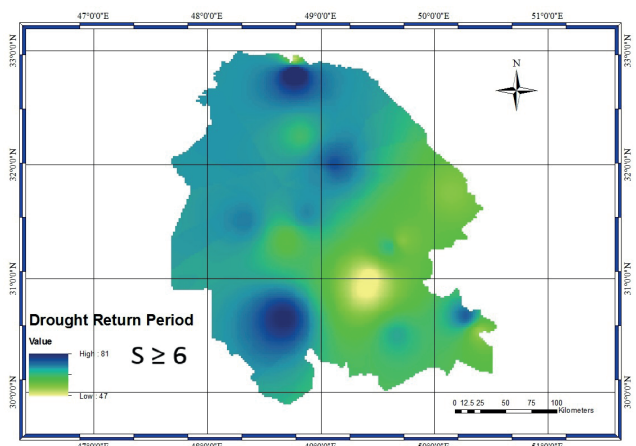 47°0'0"E 48°0'0"E 49°0'0"E 50°0'0"E 51°0'0"E
33°0'0"N
33°0'0"N
N
32°0'0"N
32°0'0"N
31°0'0"N
31°0'0"N
Drought Return Period
Value
High : 81
S ≥ 6
Low : 47
30°0'0"N
30°0'0"N
0 12.5 25 50 75 100
Kilometers